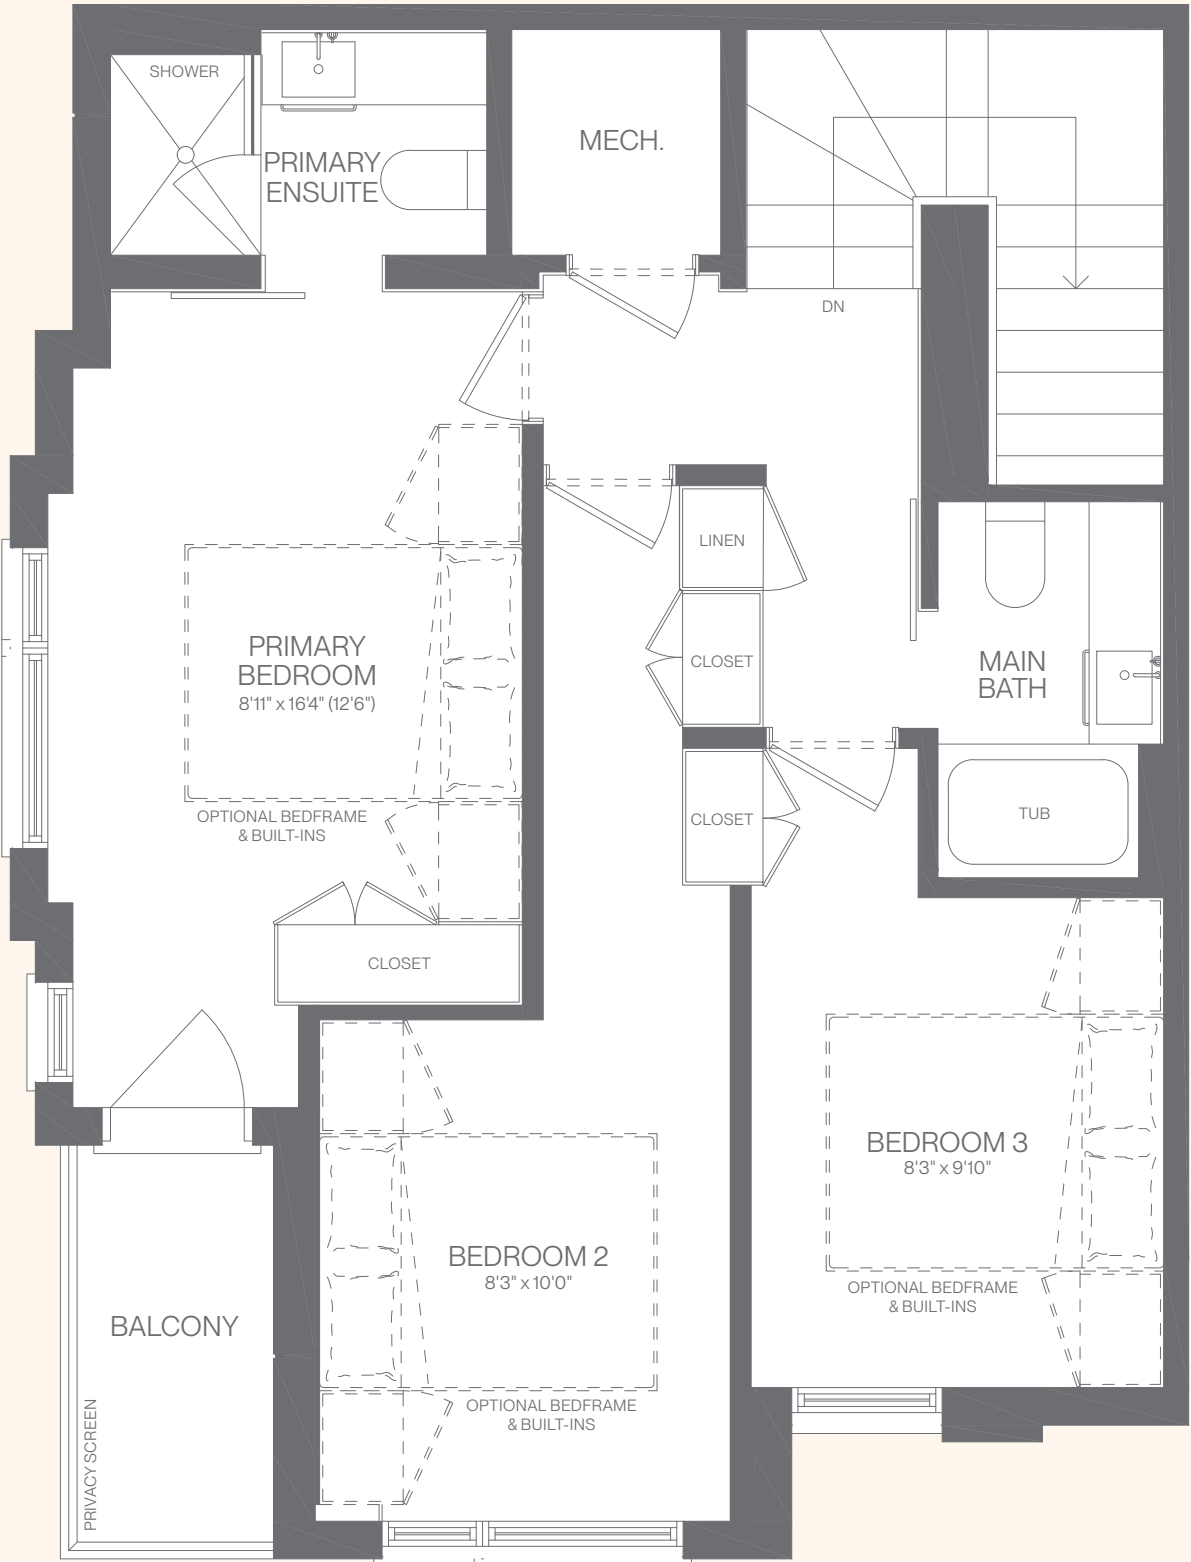 SHOWER
PRIMARY
ENSUITE
MECH.
DN
LINEN
CLOSET
PRIMARY
BEDROOM
8'11" x 16'4" (12'6")
MAIN
BATH
OPTIONAL BEDFRAME
& BUILT-INS
CLOSET
TUB
CLOSET
BEDROOM 3
8'3" x 9'10"
BEDROOM 2
8'3" x 10'0"
OPTIONAL BEDFRAME
& BUILT-INS
BALCONY
OPTIONAL BEDFRAME
& BUILT-INS
PRIVACY SCREEN